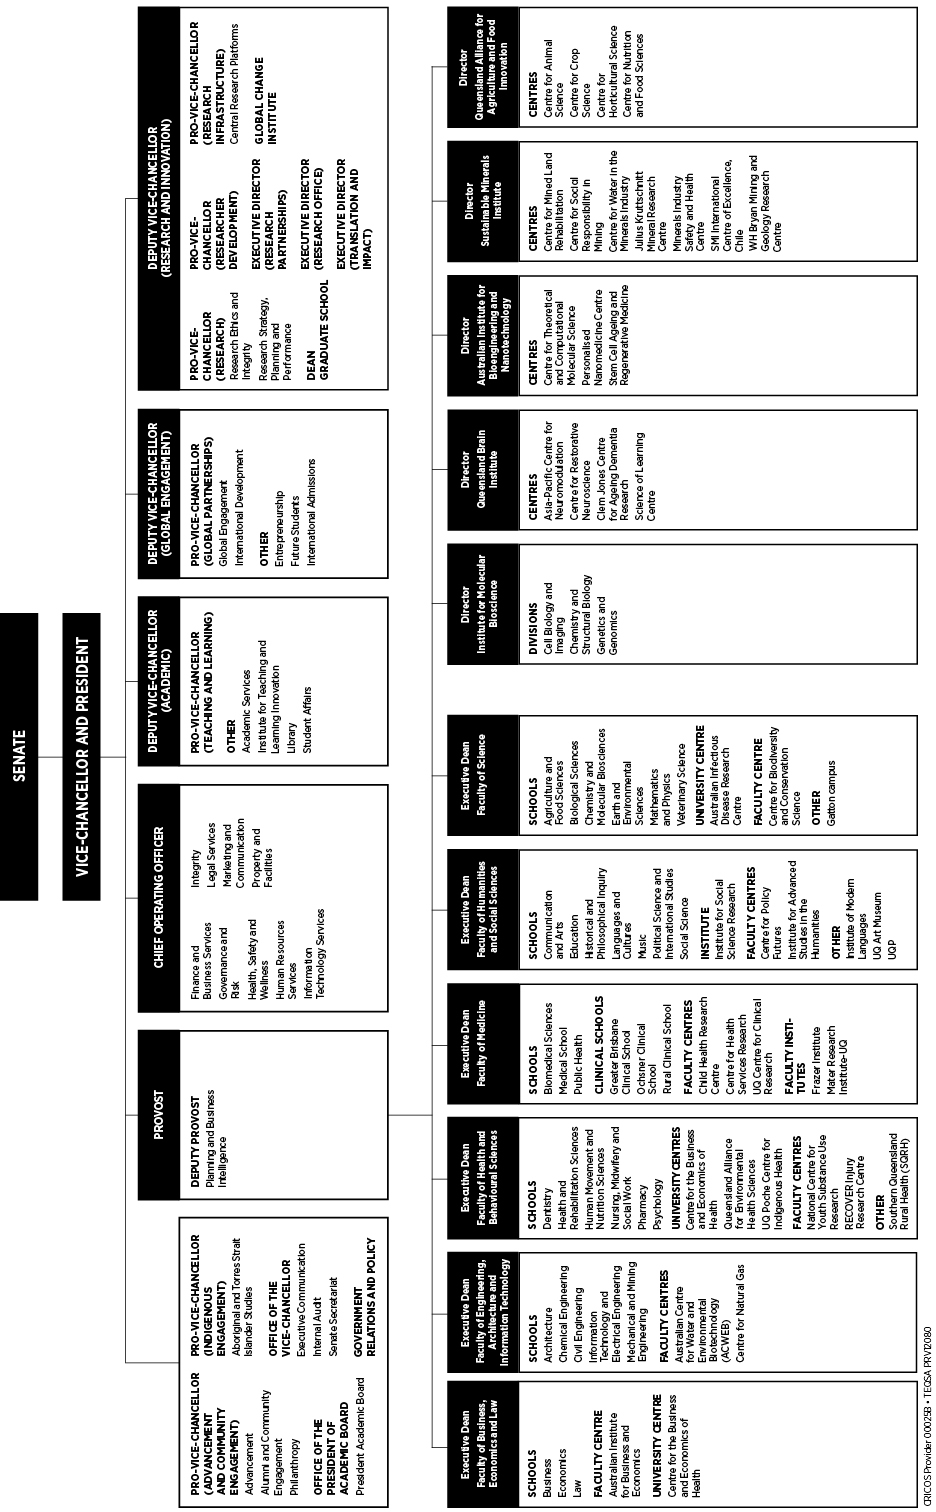 SENATE
VICE-CHANCELLOR AND PRESIDENT
PRO-VICE-CHANCELLOR
(ADVANCEMENT
AND COMMUNITY
ENGAGEMENT)
Advancement
Alumni and Community
Engagement
Philanthropy
OFFICE OF THE
PRESIDENT OF
ACADEMIC BOARD
President Academic Board
PRO-VICE-CHANCELLOR
(INDIGENOUS
ENGAGEMENT)
Aboriginal and Torres Strait
Islander Studies
OFFICE OF THE
VICE-CHANCELLOR
Executive Communication
Internal Audit
Senate Secretariat
GOVERNMENT
RELATIONS AND POLICY
PROVOST
DEPUTY PROVOST
Planning and Business
Intelligence
CHIEF OPERATING OFFICER
Finance and
Business Services
Governance and
Risk
Health, Safety and
Wellness
Human Resources
Services
Information
Technology Services
Integrity
Legal Services
Marketing and
Communication
Property and
Facilities
DEPUTY VICE-CHANCELLOR
(ACADEMIC)
PRO-VICE-CHANCELLOR
(TEACHING AND LEARNING)
OTHER
Academic Services
Institute for Teaching and
Learning Innovation
Library
Student Affairs
DEPUTY VICE-CHANCELLOR
(GLOBAL ENGAGEMENT)
PRO-VICE-CHANCELLOR
(GLOBAL PARTNERSHIPS)
Global Engagement
International Development
OTHER
Entrepreneurship
Future Students
International Admissions
DEPUTY VICE-CHANCELLOR
(RESEARCH AND INNOVATION)
PRO-VICE-
CHANCELLOR
(RESEARCH)
Research Ethics and
Integrity
Research Strategy,
Planning and
Performance
DEAN
GRADUATE SCHOOL
PRO-VICE-
CHANCELLOR
(RESEARCHER
DEVELOPMENT)
EXECUTIVE DIRECTOR
(RESEARCH
PARTNERSHIPS)
EXECUTIVE DIRECTOR
(RESEARCH OFFICE)
EXECUTIVE DIRECTOR
(TRANSLATION AND
IMPACT)
PRO-VICE-CHANCELLOR
(RESEARCH
INFRASTRUCTURE)
Central Research Platforms
GLOBAL CHANGE
INSTITUTE
Executive Dean
Faculty of Business,
Economics and Law
SCHOOLS
Business
Economics
Law
FACULTY CENTRE
Australian Institute
for Business and
Economics
UNIVERSITY CENTRE
Centre for the Business
and Economics of
Health
Executive Dean
Faculty of Engineering,
Architecture and
Information Technology
SCHOOLS
Architecture
Chemical Engineering
Civil Engineering
Information
Technology and
Electrical Engineering
Mechanical and Mining
Engineering
FACULTY CENTRES
Australian Centre
for Water and
Environmental
Biotechnology
(ACWEB)
Centre for Natural Gas
Executive Dean
Faculty of Health and
Behavioural Sciences
SCHOOLS
Dentistry
Health and
Rehabilitation Sciences
Human Movement and
Nutrition Sciences
Nursing, Midwifery and
Social Work
Pharmacy
Psychology
UNIVERSITY CENTRES
Centre for the Business
and Economics of
Health
Queensland Alliance
for Environmental
Health Sciences
UQ Poche Centre for
Indigenous Health
FACULTY CENTRES
National Centre for
Youth Substance Use
Research
RECOVER Injury
Research Centre
OTHER
Southern Queensland
Rural Health (SQRH)
Executive Dean
Faculty of Medicine
SCHOOLS
Biomedical Sciences
Medical School
Public Health
CLINICAL SCHOOLS
Greater Brisbane
Clinical School
Ochsner Clinical
School
Rural Clinical School
FACULTY CENTRES
Child Health Research
Centre
Centre for Health
Services Research
UQ Centre for Clinical
Research
FACULTY INSTI-
TUTES
Frazer Institute
Mater Research
Institute-UQ
Executive Dean
Faculty of Humanities
and Social Sciences
SCHOOLS
Communication
and Arts
Education
Historical and
Philosophical Inquiry
Languages and
Cultures
Music
Political Science and
International Studies
Social Science
INSTITUTE
Institute for Social
Science Research
FACULTY CENTRES
Centre for Policy
Futures
Institute for Advanced
Studies in the
Humanities
OTHER
Institute of Modern
Languages
UQ Art Museum
UQP
Executive Dean
Faculty of Science
SCHOOLS
Agriculture and
Food Sciences
Biological Sciences
Chemistry and
Molecular Biosciences
Earth and
Environmental
Sciences
Mathematics
and Physics
Veterinary Science
UNIVERSITY CENTRE
Australian Infectious
Disease Research
Centre
FACULTY CENTRE
Centre for Biodiversity
and Conservation
Science
OTHER
Gatton campus
Director
Institute for Molecular
Bioscience
DIVISIONS
Cell Biology and
Imaging
Chemistry and
Structural Biology
Genetics and
Genomics
Director
Queensland Brain
Institute
CENTRES
Asia-Pacific Centre for
Neuromodulation
Centre for Restorative
Neuroscience
Clem Jones Centre
for Ageing Dementia
Research
Science of Learning
Centre
Director
Australian Institute for
Bioengineering and
Nanotechnology
CENTRES
Centre for Theoretical
and Computational
Molecular Science
Personalised
Nanomedicine Centre
Stem Cell Ageing and
Regenerative Medicine
Director
Sustainable Minerals
Institute
CENTRES
Centre for Mined Land
Rehabilitation
Centre for Social
Responsibility in
Mining
Centre for Water In the
Minerals Industry
Julius Kruttschnitt
Mineral Research
Centre
Minerals Industry
Safety and Health
Centre
SMI International
Centre of Excellence,
Chile
WH Bryan Mining and
Geology Research
Centre
Director
Queensland Alliance for
Agriculture and Food
Innovation
CENTRES
Centre for Animal
Science
Centre for Crop
Science
Centre for
Horticultural Science
Centre for Nutrition
and Food Sciences
CRICOS Provider 00025B • TEQSA PRV12080